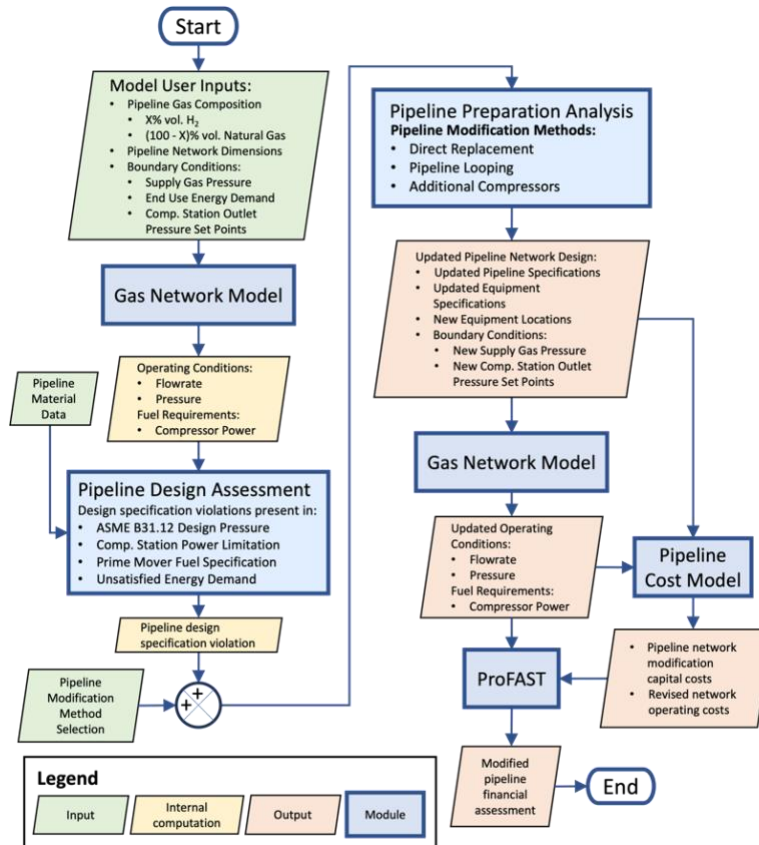 Start
Model User Inputs:
• Pipeline Gas Composition
• X% vol. H₂
• (100 - X)% vol. Natural Gas
• Pipeline Network Dimensions
• Boundary Conditions:
• Supply Gas Pressure
• End Use Energy Demand
• Comp. Station Outlet
Pressure Set Points
Gas Network Model
Operating Conditions:
• Flowrate
• Pressure
Fuel Requirements:
• Compressor Power
Pipeline
Material
Data
Pipeline Design Assessment
Design specification violations present in:
• ASME B31.12 Design Pressure
• Comp. Station Power Limitation
• Prime Mover Fuel Specification
• Unsatisfied Energy Demand
Pipeline design
specification violation
Pipeline
Modification
Method
Selection
+
+
Pipeline Preparation Analysis
Pipeline Modification Methods:
• Direct Replacement
• Pipeline Looping
• Additional Compressors
Updated Pipeline Network Design:
• Updated Pipeline Specifications
• Updated Equipment
Specifications
• New Equipment Locations
• Boundary Conditions:
• New Supply Gas Pressure
• New Comp. Station Outlet
Pressure Set Points
Gas Network Model
Updated Operating
Conditions:
• Flowrate
• Pressure
Fuel Requirements:
• Compressor Power
Pipeline
Cost Model
• Pipeline network
modification
capital costs
• Revised network
operating costs
ProFAST
Modified
pipeline
financial
assessment
End
Legend
Input
Internal
computation
Output
Module